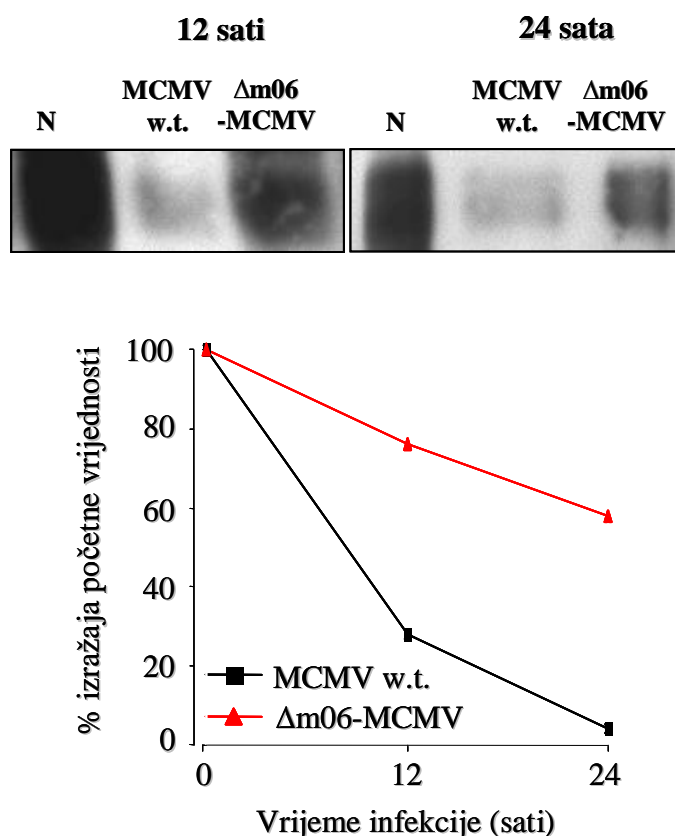 12 sati
24 sata
N
MCMV w.t.
Δm06 -MCMV
N
MCMV w.t.
Δm06 -MCMV
% izražaja početne vrijednosti
100
80
60
40
20
0
MCMV w.t.
Δm06-MCMV
0 12 24
Vrijeme infekcije (sati)